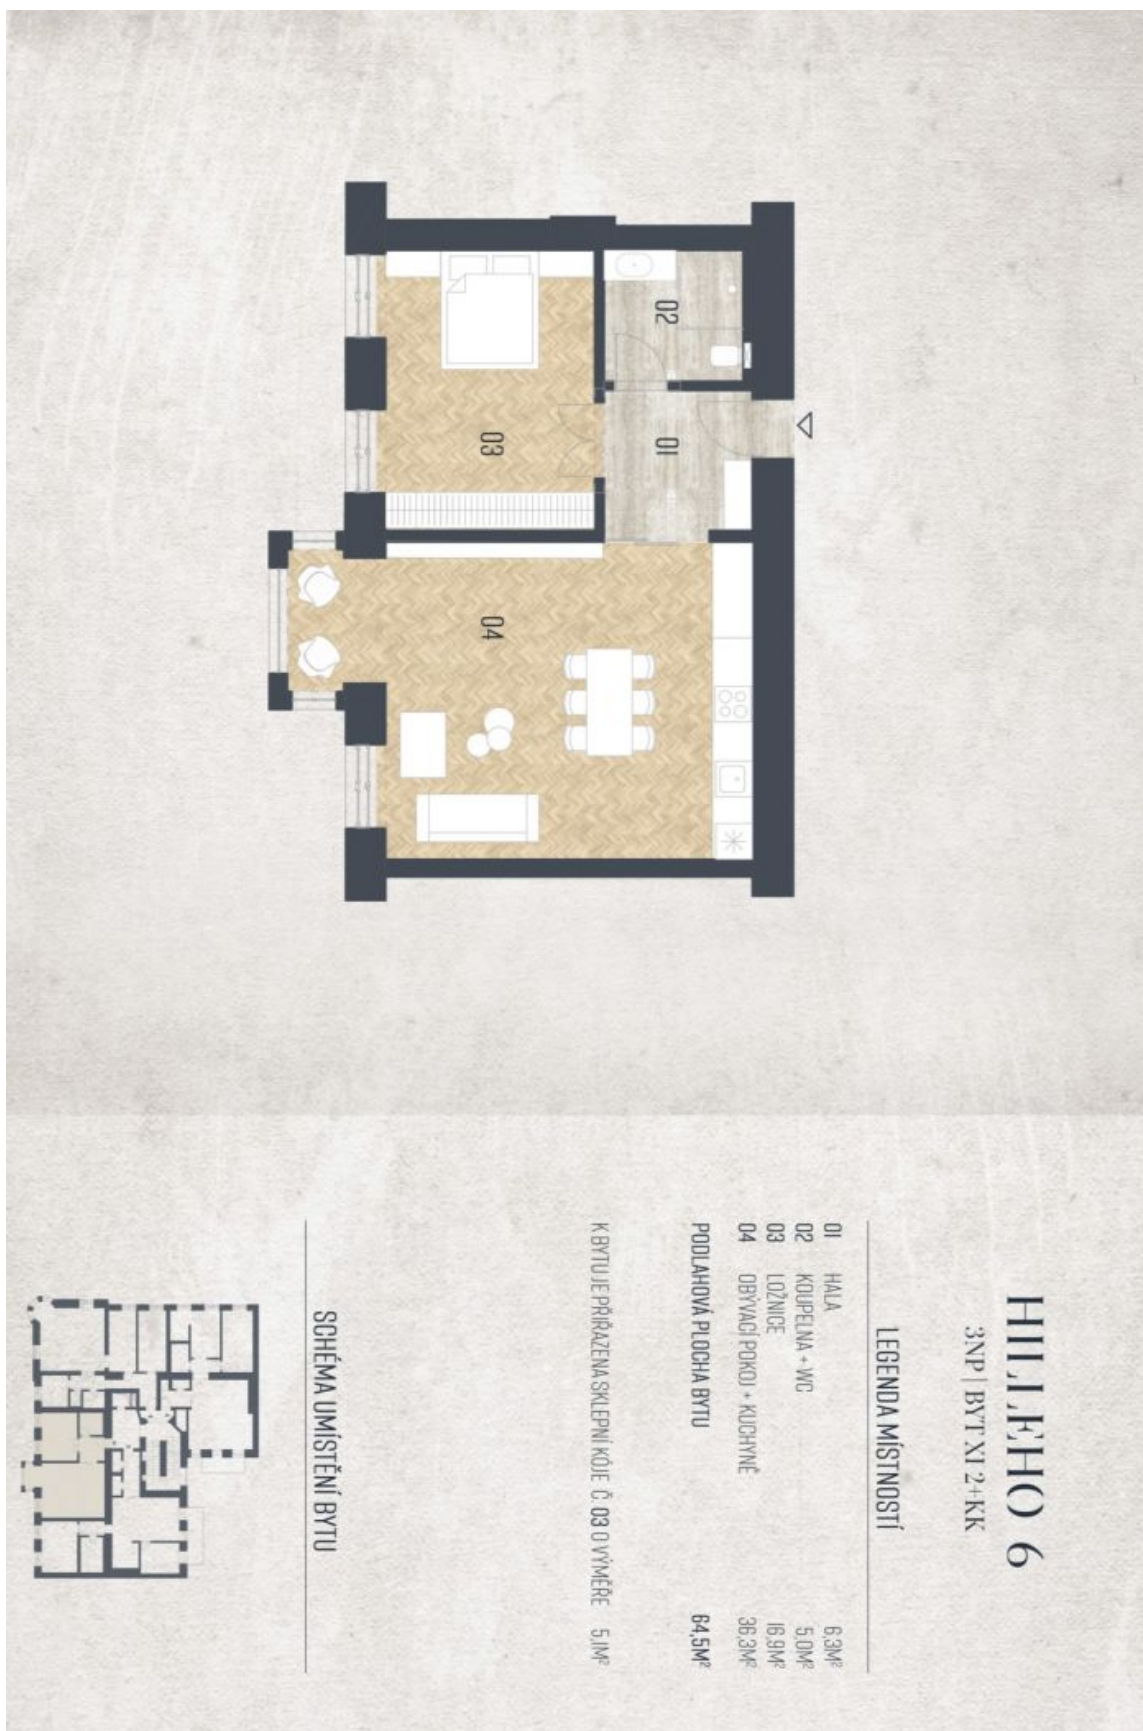 HILLEHO 6
3NP | BYT XI 2+KK
LEGENDA MÍSTNOSTÍ
01 HALA 6,3M²
02 KOUPELNA + WC 5,0M²
03 LOŽNICE 16,9M²
04 OBÝVACÍ POKOJ + KUCHYNĚ 36,3M²
PODLAHOVÁ PLOCHA BYTU 64,5M²
K BYTU JE PŘIŘAZENA SKLEPNÍ KÓJE Č. 03 O VÝMĚŘE 5,1M²
SCHÉMA UMÍSTĚNÍ BYTU
01
02
03
04